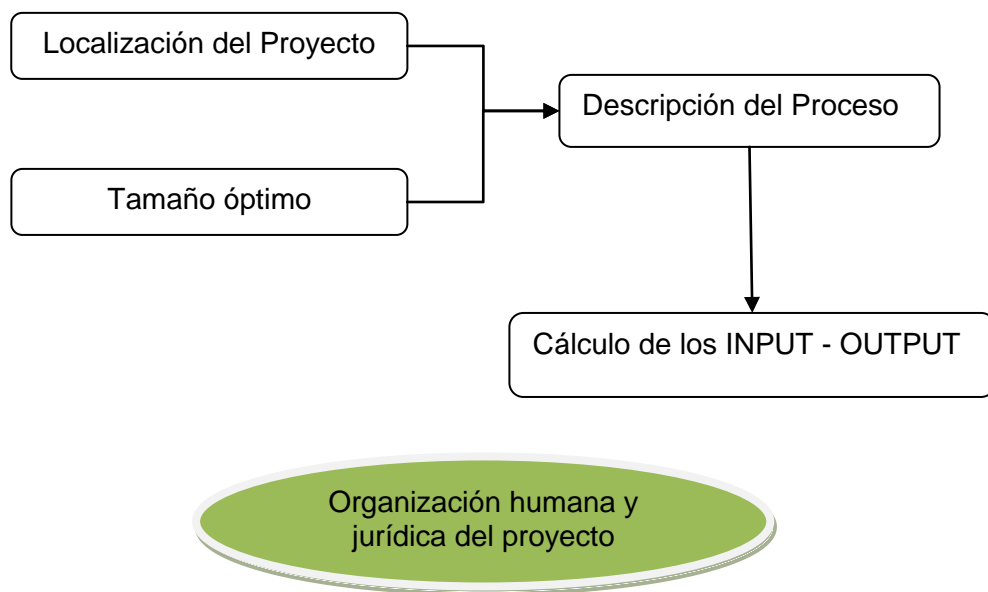 Localización del Proyecto
Descripción del Proceso
Tamaño óptimo
Cálculo de los INPUT - OUTPUT
Organización humana y
jurídica del proyecto